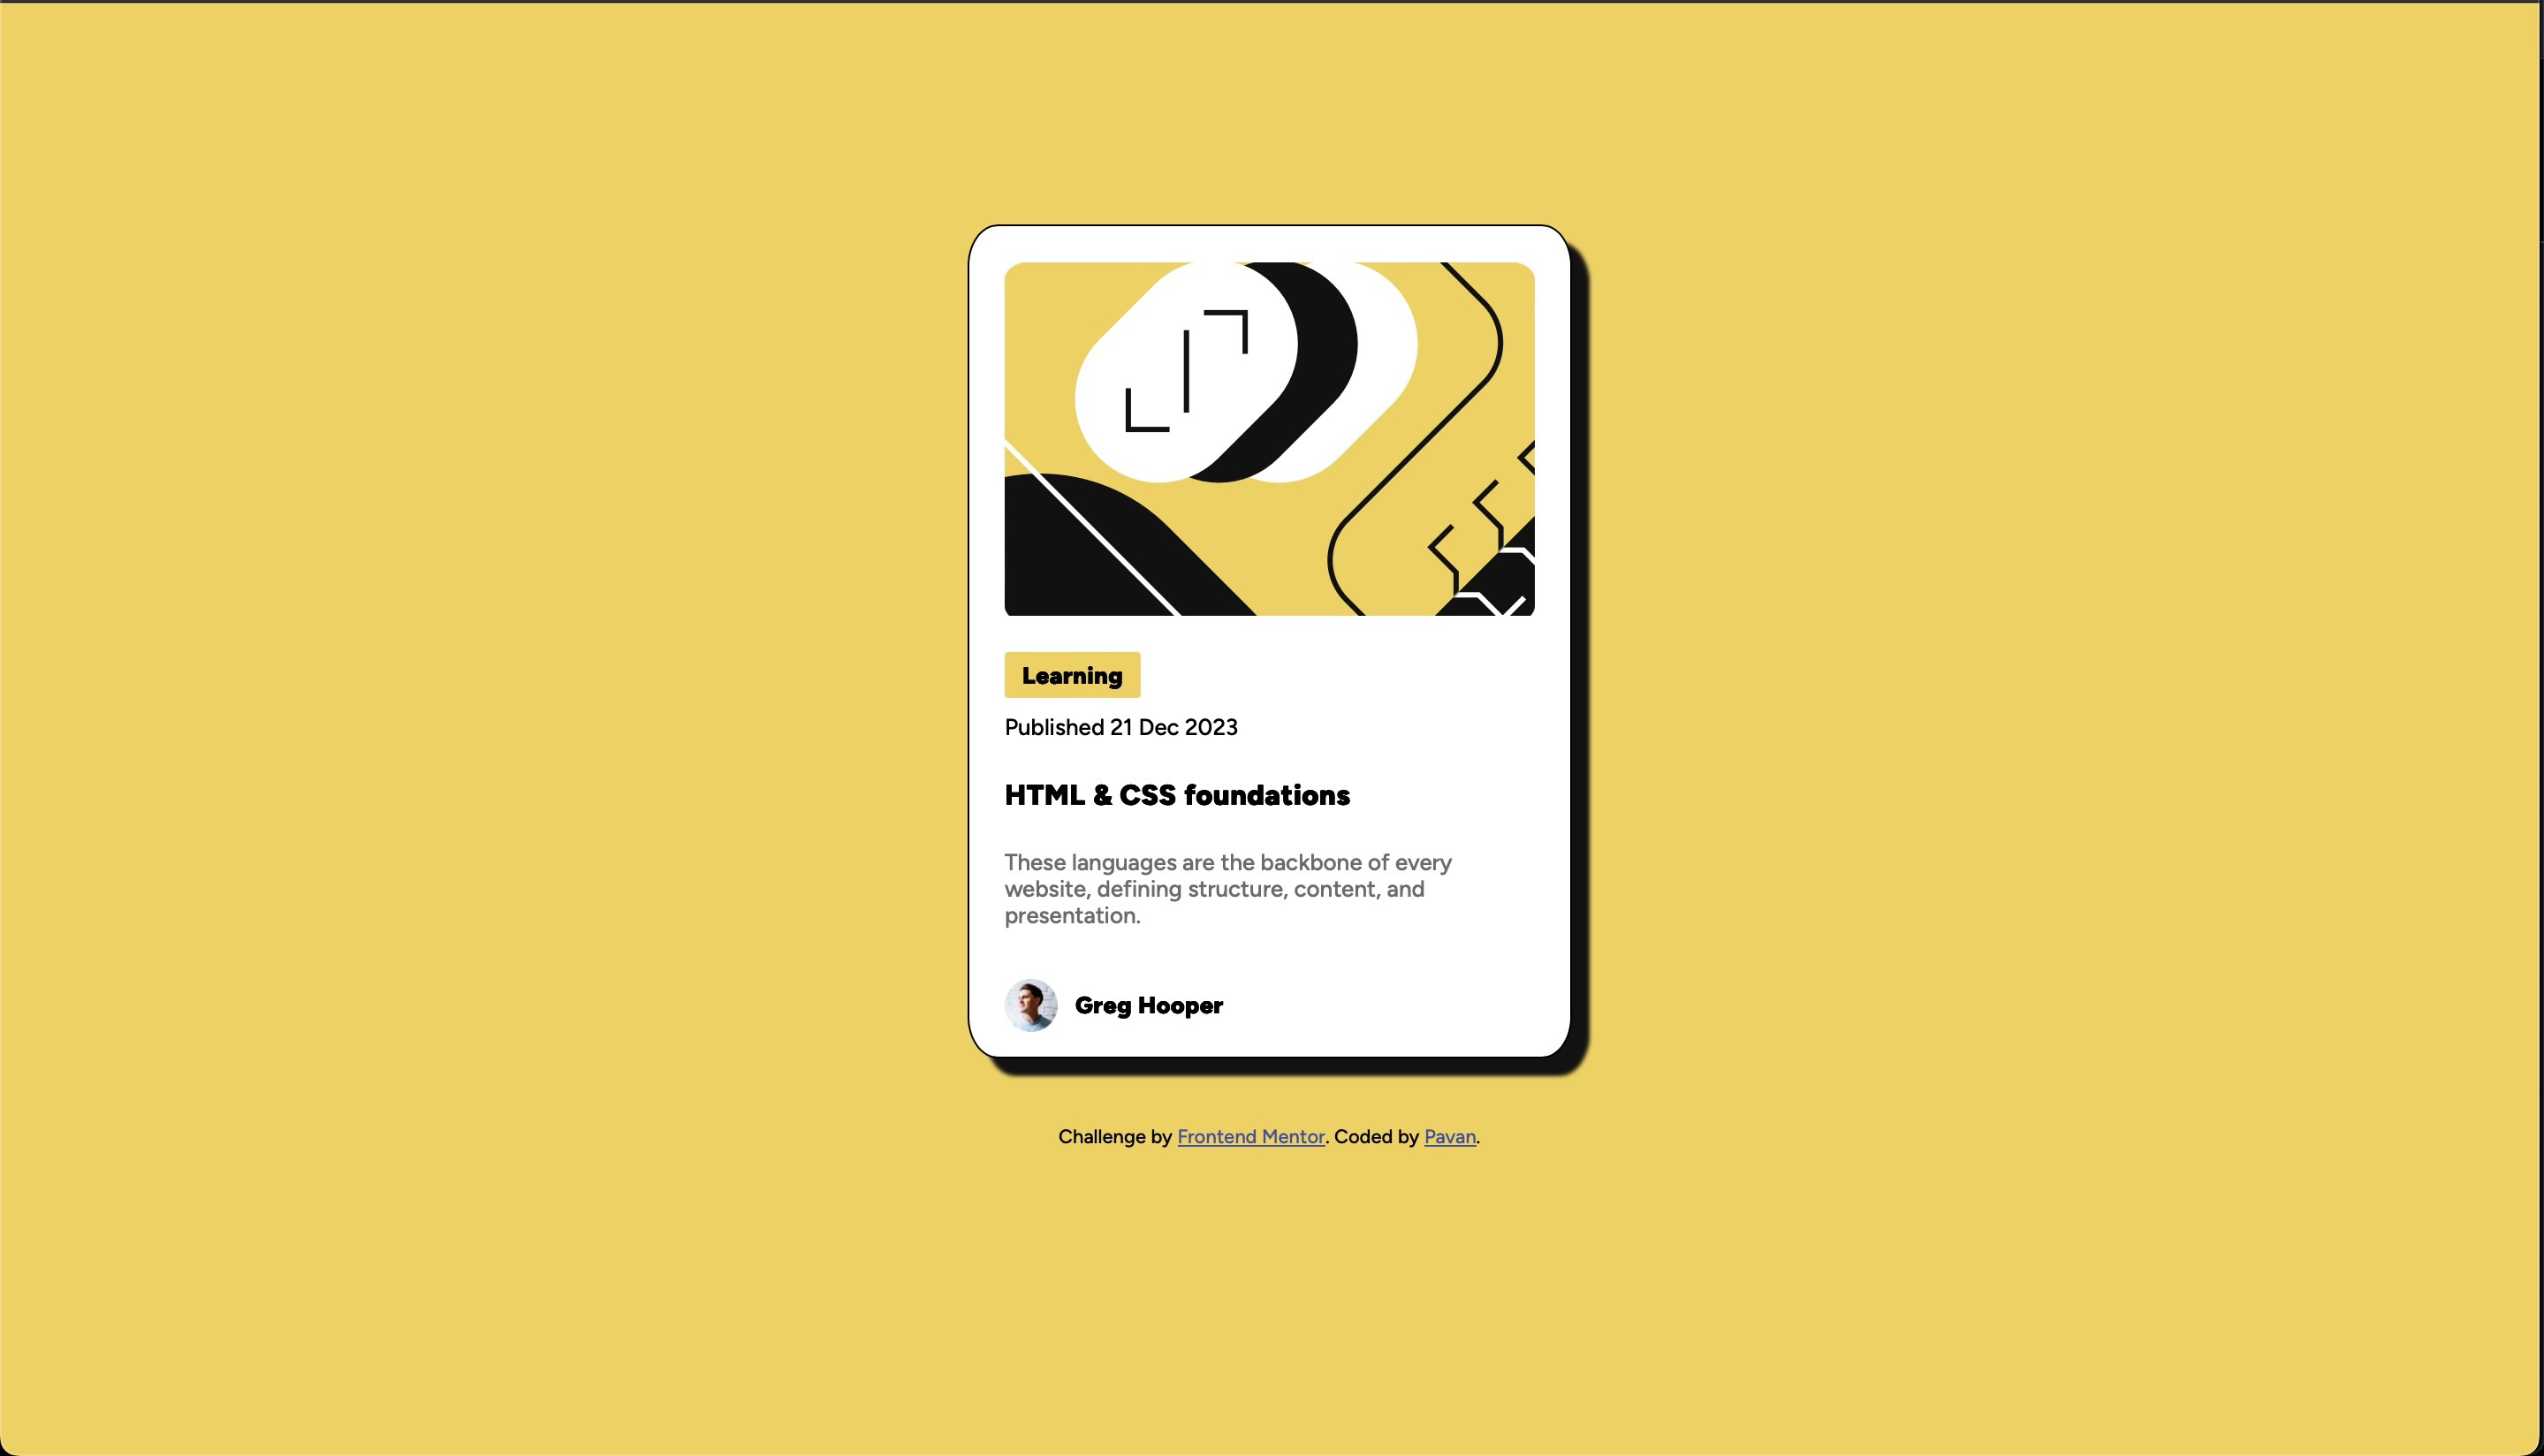 Learning
Published 21 Dec 2023
HTML & CSS foundations
These languages are the backbone of every
website, defining structure, content, and
presentation.
Greg Hooper
Challenge by Frontend Mentor. Coded by Pavan.